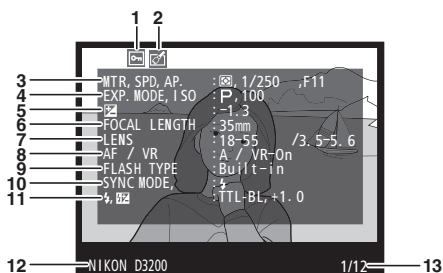 1 2
3 MTR, SPD, AP. : , 1/250 ,F11
4 EXP. MODE, ISO : P, 100
5 : -1.3
6 FOCAL LENGTH : 35mm
7 LENS : 18-55 /3.5-5.6
8 AF / VR : A / VR-On
9 FLASH TYPE : Built-in
10 SYNC MODE, :
11 , : TTL-BL, +1.0
12 NIKON D3200 1/12 13